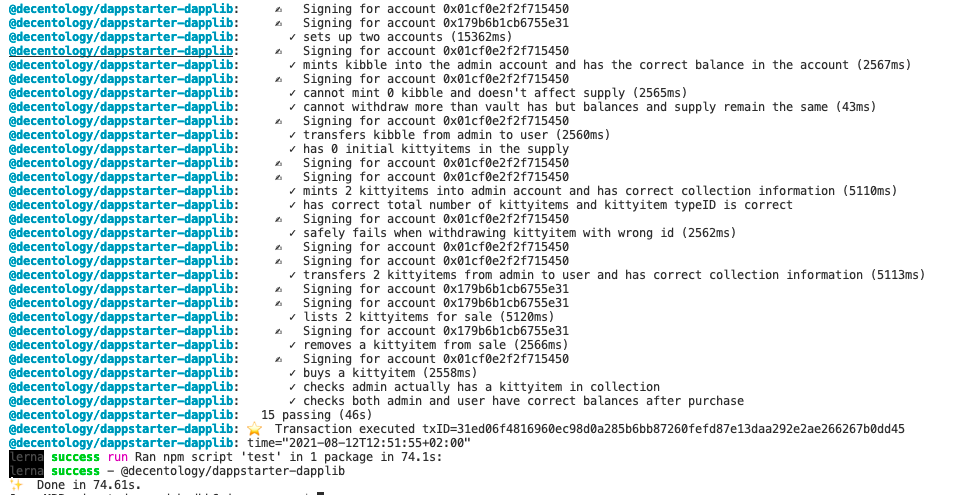 @decentology/dappstarter-dapplib: ✍ Signing for account 0x01cf0e2f2f715450
@decentology/dappstarter-dapplib: ✍ Signing for account 0x179b6b1cb6755e31
@decentology/dappstarter-dapplib: ✓ sets up two accounts (15362ms)
@decentology/dappstarter-dapplib: ✍ Signing for account 0x01cf0e2f2f715450
@decentology/dappstarter-dapplib: ✓ mints kibble into the admin account and has the correct balance in the account (2567ms)
@decentology/dappstarter-dapplib: ✍ Signing for account 0x01cf0e2f2f715450
@decentology/dappstarter-dapplib: ✓ cannot mint 0 kibble and doesn't affect supply (2565ms)
@decentology/dappstarter-dapplib: ✓ cannot withdraw more than vault has but balances and supply remain the same (43ms)
@decentology/dappstarter-dapplib: ✍ Signing for account 0x01cf0e2f2f715450
@decentology/dappstarter-dapplib: ✓ transfers kibble from admin to user (2560ms)
@decentology/dappstarter-dapplib: ✓ has 0 initial kittyitems in the supply
@decentology/dappstarter-dapplib: ✍ Signing for account 0x01cf0e2f2f715450
@decentology/dappstarter-dapplib: ✍ Signing for account 0x01cf0e2f2f715450
@decentology/dappstarter-dapplib: ✓ mints 2 kittyitems into admin account and has correct collection information (5110ms)
@decentology/dappstarter-dapplib: ✓ has correct total number of kittyitems and kittyitem typeID is correct
@decentology/dappstarter-dapplib: ✍ Signing for account 0x01cf0e2f2f715450
@decentology/dappstarter-dapplib: ✓ safely fails when withdrawing kittyitem with wrong id (2562ms)
@decentology/dappstarter-dapplib: ✍ Signing for account 0x01cf0e2f2f715450
@decentology/dappstarter-dapplib: ✍ Signing for account 0x01cf0e2f2f715450
@decentology/dappstarter-dapplib: ✓ transfers 2 kittyitems from admin to user and has correct collection information (5113ms)
@decentology/dappstarter-dapplib: ✍ Signing for account 0x179b6b1cb6755e31
@decentology/dappstarter-dapplib: ✍ Signing for account 0x179b6b1cb6755e31
@decentology/dappstarter-dapplib: ✓ lists 2 kittyitems for sale (5120ms)
@decentology/dappstarter-dapplib: ✍ Signing for account 0x179b6b1cb6755e31
@decentology/dappstarter-dapplib: ✓ removes a kittyitem from sale (2566ms)
@decentology/dappstarter-dapplib: ✍ Signing for account 0x01cf0e2f2f715450
@decentology/dappstarter-dapplib: ✓ buys a kittyitem (2558ms)
@decentology/dappstarter-dapplib: ✓ checks admin actually has a kittyitem in collection
@decentology/dappstarter-dapplib: ✓ checks both admin and user have correct balances after purchase
@decentology/dappstarter-dapplib: 15 passing (46s)
@decentology/dappstarter-dapplib: ⭐ Transaction executed txID=31ed06f4816960ec98d0a285b6bb87260fefd87e13daa292e2ae266267b0dd45
@decentology/dappstarter-dapplib: time="2021-08-12T12:51:55+02:00"
lerna success run Ran npm script 'test' in 1 package in 74.1s:
lerna success - @decentology/dappstarter-dapplib
✨ Done in 74.61s.